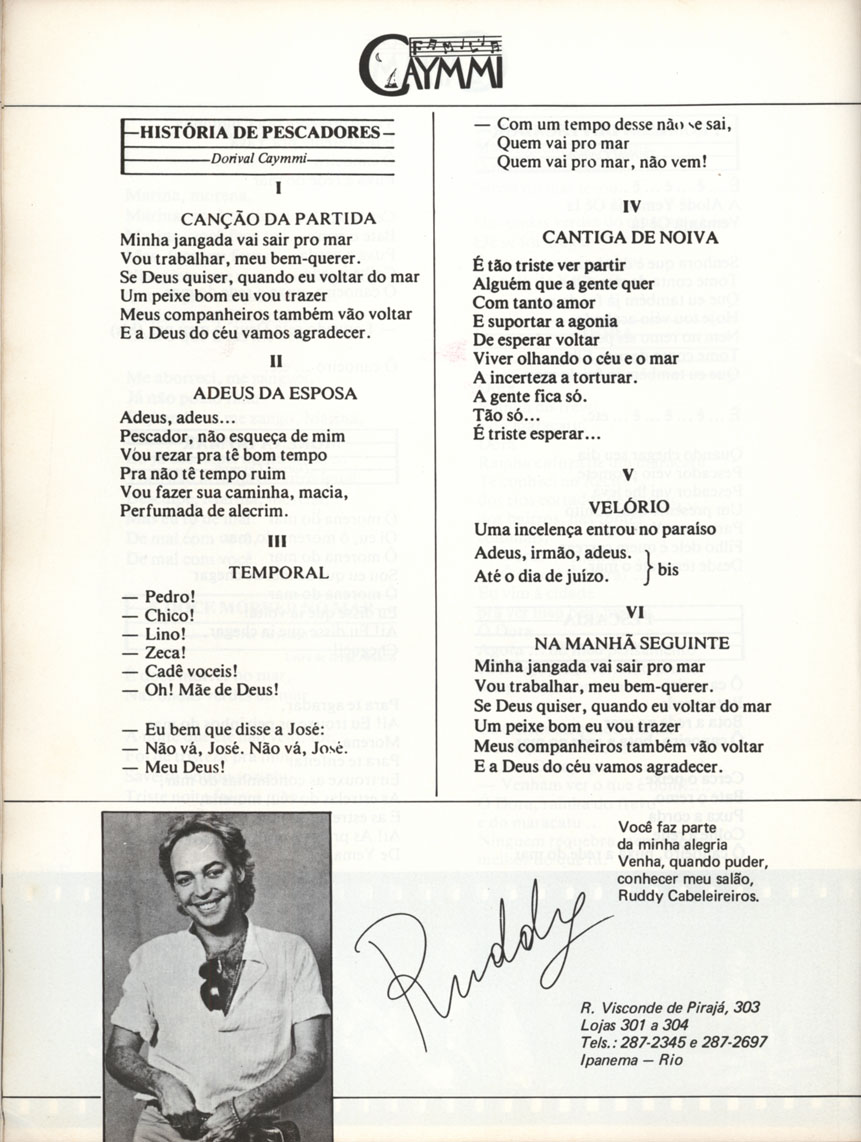 FAMÍLIA
CAYMMI
HISTÓRIA DE PESCADORES
Dorival Caymmi
I
CANÇÃO DA PARTIDA
Minha jangada vai sair pro mar
Vou trabalhar, meu bem-querer.
Se Deus quiser, quando eu voltar do mar
Um peixe bom eu vou trazer
Meus companheiros também vão voltar
E a Deus do céu vamos agradecer.
II
ADEUS DA ESPOSA
Adeus, adeus...
Pescador, não esqueça de mim
Vou rezar pra tê bom tempo
Pra não tê tempo ruim
Vou fazer sua caminha, macia,
Perfumada de alecrim.
III
TEMPORAL
— Pedro!
— Chico!
— Lino!
— Zeca!
— Cadê voceis!
— Oh! Mãe de Deus!
— Eu bem que disse a José:
— Não vá, José. Não vá, José.
— Meu Deus!
— Com um tempo desse não se sai,
Quem vai pro mar
Quem vai pro mar, não vem!
IV
CANTIGA DE NOIVA
É tão triste ver partir
Alguém que a gente quer
Com tanto amor
E suportar a agonia
De esperar voltar
Viver olhando o céu e o mar
A incerteza a torturar.
A gente fica só.
Tão só...
É triste esperar...
V
VELÓRIO
Uma incelença entrou no paraíso
Adeus, irmão, adeus.
Até o dia de juízo. } bis
VI
NA MANHÃ SEGUINTE
Minha jangada vai sair pro mar
Vou trabalhar, meu bem-querer.
Se Deus quiser, quando eu voltar do mar
Um peixe bom eu vou trazer
Meus companheiros também vão voltar
E a Deus do céu vamos agradecer.
Você faz parte
da minha alegria
Venha, quando puder,
conhecer meu salão,
Ruddy Cabeleireiros.
Ruddy
R. Visconde de Pirajá, 303
Lojas 301 a 304
Tels.: 287-2345 e 287-2697
Ipanema — Rio